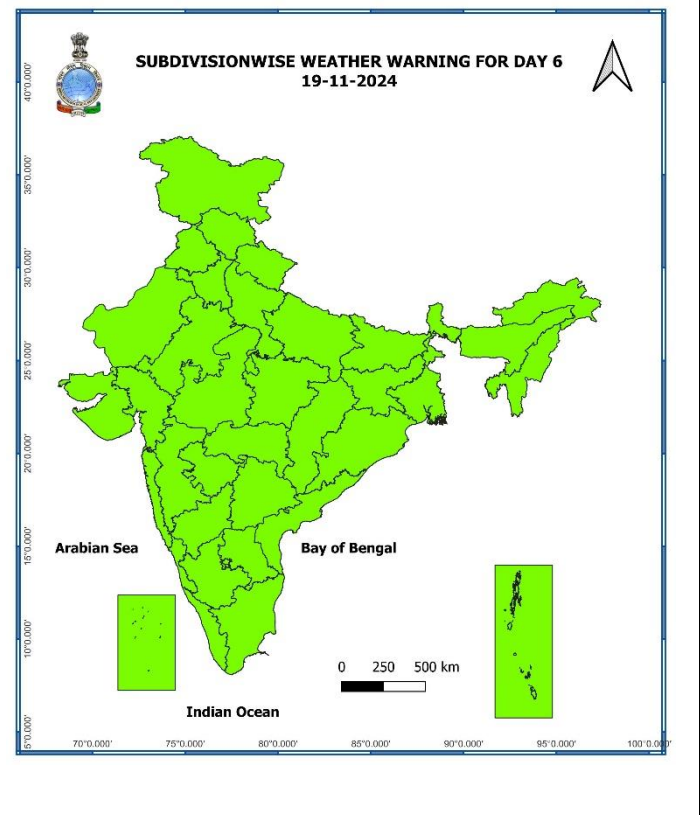 SUBDIVISIONWISE WEATHER WARNING FOR DAY 6
19-11-2024
40°0.000'
35°0.000'
30°0.000'
25°0.000'
20°0.000'
15°0.000'
10°0.000'
5°0.000'
Arabian Sea
Bay of Bengal
0 250 500 km
Indian Ocean
70°0.000' 75°0.000' 80°0.000' 85°0.000' 90°0.000' 95°0.000' 100°0.000'